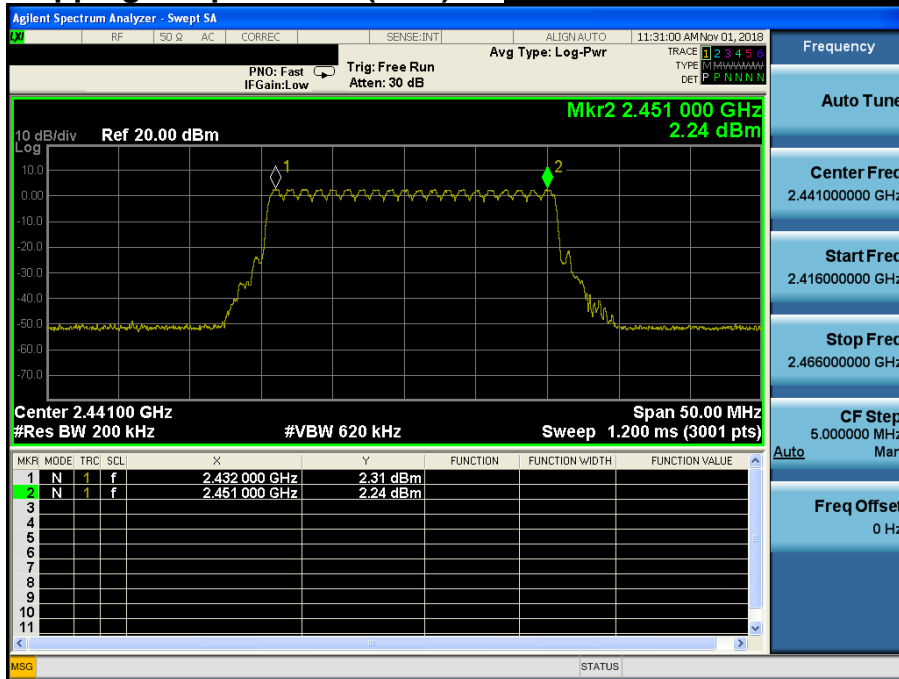 Agilent Spectrum Analyzer - Swept SA
LXI RF 50 Ω AC CORREC SENSE:INT ALIGN AUTO 11:31:00 AM Nov 01, 2018
Avg Type: Log-Pwr TRACE 1 2 3 4 5 6
PNO: Fast Trig: Free Run TYPE M M W W W W
IFGain:Low Atten: 30 dB DET P P N N N N
Mkr2 2.451 000 GHz
10 dB/div Ref 20.00 dBm 2.24 dBm
Log
1 2
10.0
0.00
-10.0
-20.0
-30.0
-40.0
-50.0
-60.0
-70.0
Center 2.44100 GHz Span 50.00 MHz
#Res BW 200 kHz #VBW 620 kHz Sweep 1.200 ms (3001 pts)
MKR MODE TRC SCL X Y FUNCTION FUNCTION WIDTH FUNCTION VALUE
1 N 1 f 2.432 000 GHz 2.31 dBm
2 N 1 f 2.451 000 GHz 2.24 dBm
3
4
5
6
7
8
9
10
11
MSG STATUS
Frequency
Auto Tune
Center Freq
2.441000000 GHz
Start Freq
2.416000000 GHz
Stop Freq
2.466000000 GHz
CF Step
5.000000 MHz
Auto Man
Freq Offset
0 Hz